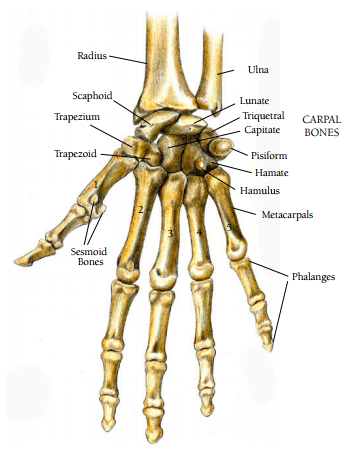 Radius
Ulna
Scaphoid
Lunate
Trapezium
Triquetral
Capitate
CARPAL
BONES
Trapezoid
Pisiform
Hamate
Hamulus
1
2
3
4
5
Metacarpals
Sesmoid
Bones
Phalanges